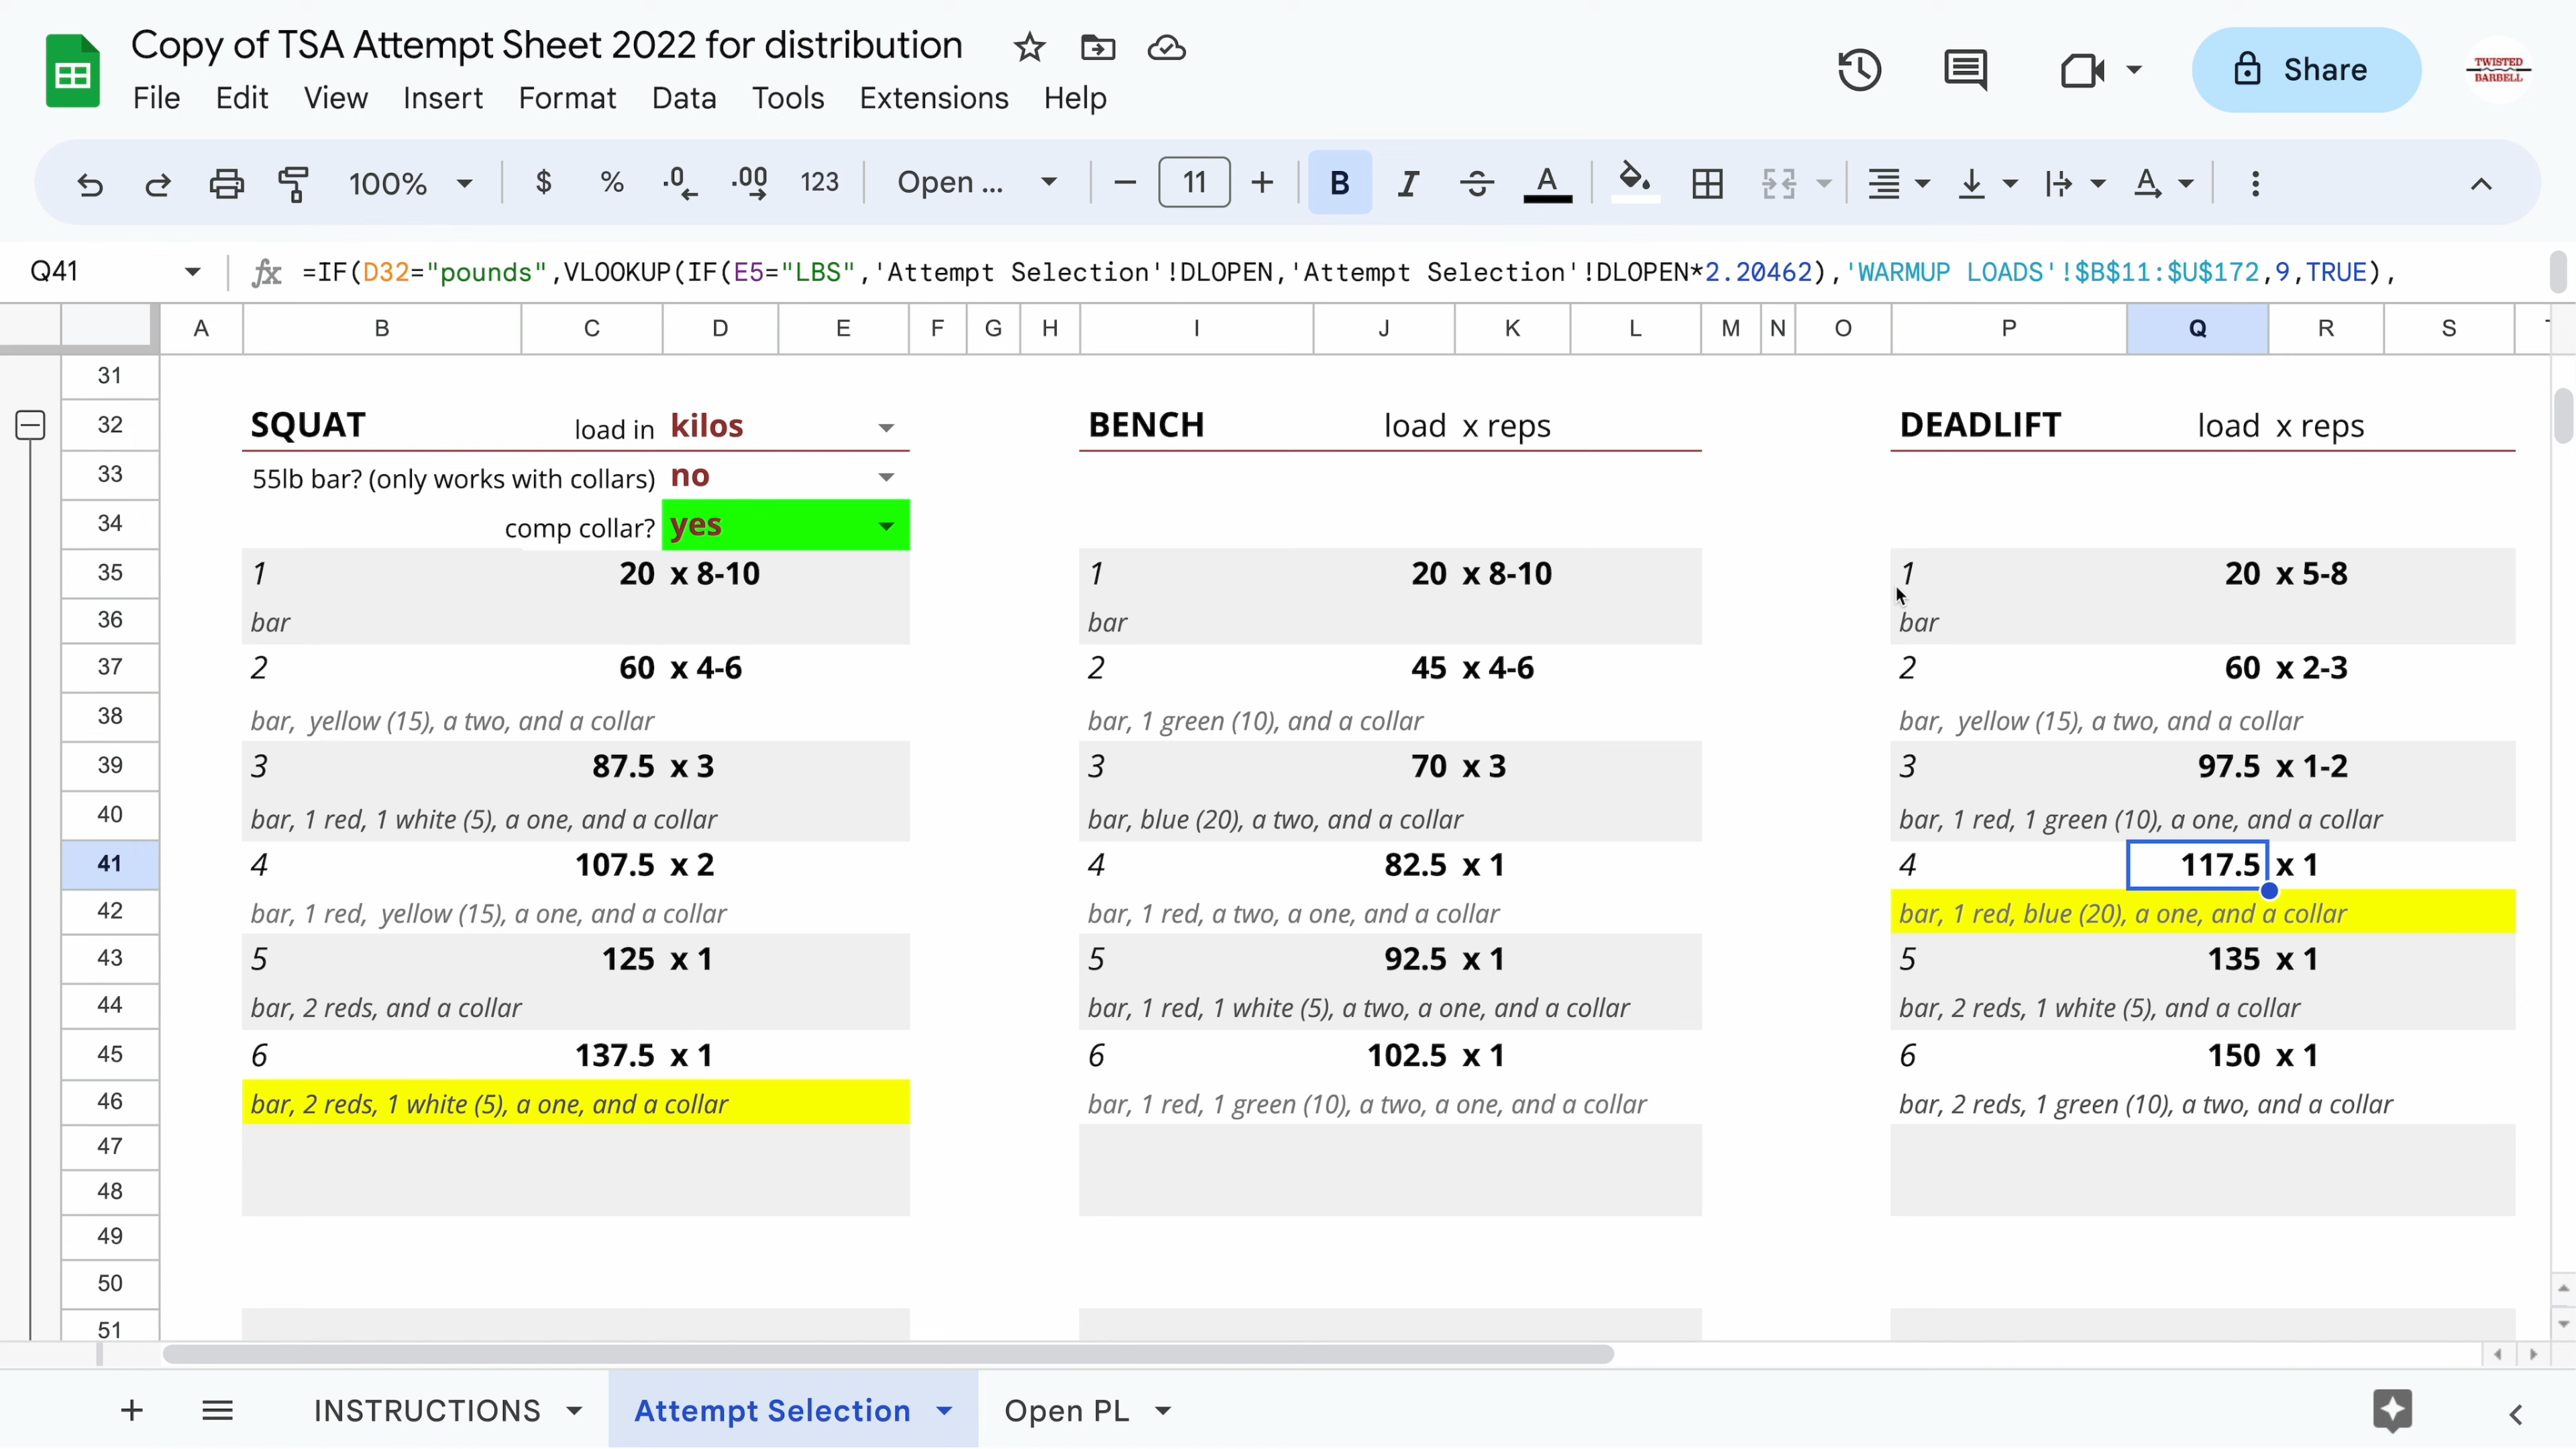 Copy of TSA Attempt Sheet 2022 for distribution
File Edit View Insert Format Data Tools Extensions Help
Share
TWISTED
BARBELL
100% $ % .0 .00 123 Open ... 11 B I A A
Q41 fx =IF(D32="pounds",VLOOKUP(IF(E5="LBS",'Attempt Selection'!DLOPEN,'Attempt Selection'!DLOPEN*2.20462),'WARMUP LOADS'!$B$11:$U$172,9,TRUE),
A B C D E F G H I J K L M N O P Q R S
31
32 SQUAT load in kilos BENCH load x reps DEADLIFT load x reps
33 55lb bar? (only works with collars) no
34 comp collar? yes
35 1 20 x 8-10 1 20 x 8-10 1 20 x 5-8
36 bar bar bar
37 2 60 x 4-6 2 45 x 4-6 2 60 x 2-3
38 bar, yellow (15), a two, and a collar bar, 1 green (10), and a collar bar, yellow (15), a two, and a collar
39 3 87.5 x 3 3 70 x 3 3 97.5 x 1-2
40 bar, 1 red, 1 white (5), a one, and a collar bar, blue (20), a two, and a collar bar, 1 red, 1 green (10), a one, and a collar
41 4 107.5 x 2 4 82.5 x 1 4 117.5 x 1
42 bar, 1 red, yellow (15), a one, and a collar bar, 1 red, a two, a one, and a collar bar, 1 red, blue (20), a one, and a collar
43 5 125 x 1 5 92.5 x 1 5 135 x 1
44 bar, 2 reds, and a collar bar, 1 red, 1 white (5), a two, a one, and a collar bar, 2 reds, 1 white (5), and a collar
45 6 137.5 x 1 6 102.5 x 1 6 150 x 1
46 bar, 2 reds, 1 white (5), a one, and a collar bar, 1 red, 1 green (10), a two, a one, and a collar bar, 2 reds, 1 green (10), a two, and a collar
47
48
49
50
51
INSTRUCTIONS Attempt Selection Open PL